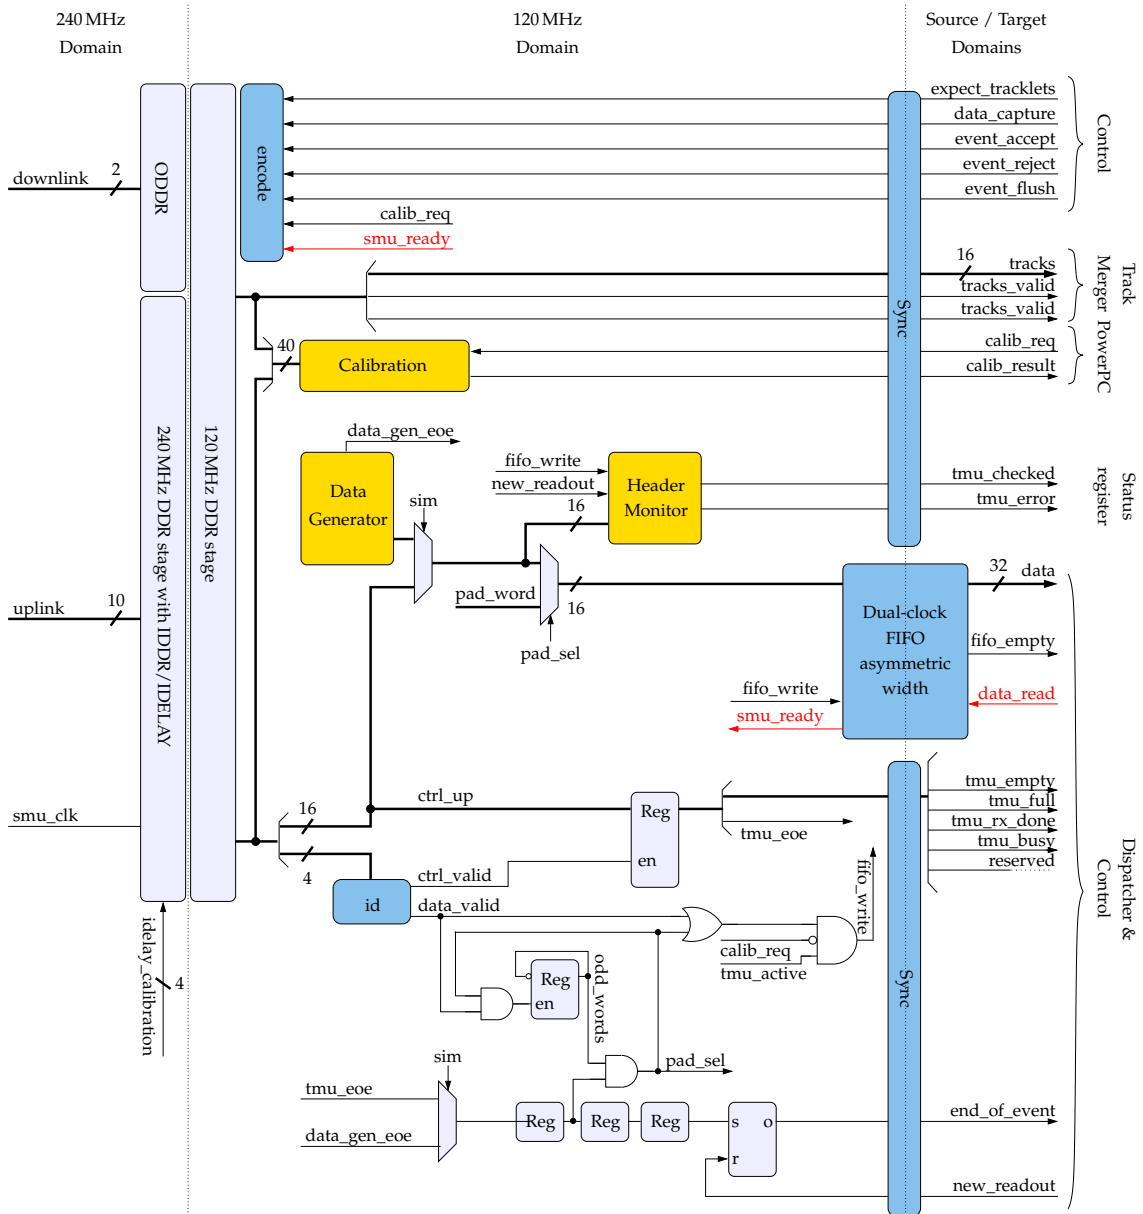 240 MHz
Domain
120 MHz
Domain
Source / Target
Domains
downlink
2
ODDR
encode
expect_tracklets
data_capture
event_accept
event_reject
event_flush
Control
calib_req
smu_ready
16
tracks
tracks_valid
tracks_valid
Track
Merger
Sync
40
Calibration
calib_req
calib_result
PowerPC
240 MHz DDR stage with IDDR/IDELAY
120 MHz DDR stage
data_gen_eoe
Data
Generator
sim
fifo_write
new_readout
16
Header
Monitor
tmu_checked
tmu_error
Status
register
uplink
10
pad_word
16
pad_sel
Dual-clock
FIFO
asymmetric
width
32
data
fifo_empty
data_read
fifo_write
smu_ready
smu_clk
16
4
ctrl_up
Reg
en
tmu_eoe
tmu_empty
tmu_full
tmu_rx_done
tmu_busy
reserved
Dispatcher &
Control
id
ctrl_valid
data_valid
fifo_write
calib_req
tmu_active
idelay_calibration
4
Reg
en
odd_words
Sync
sim
pad_sel
tmu_eoe
data_gen_eoe
Reg
Reg
Reg
s
o
r
end_of_event
new_readout